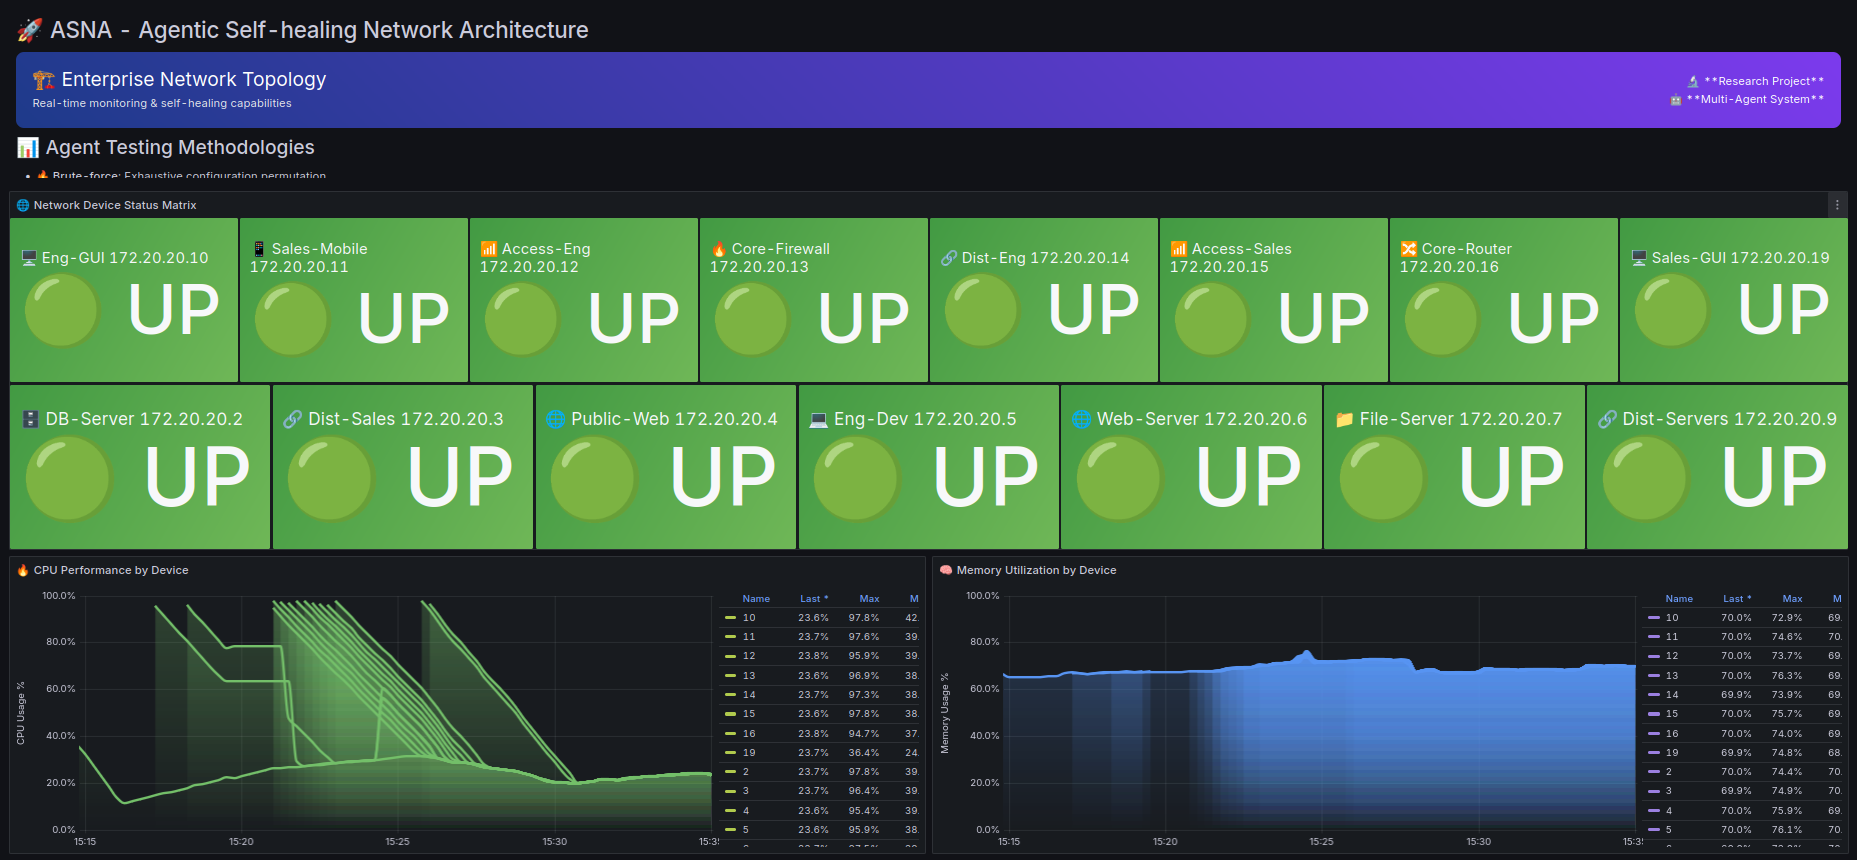 🚀 ASNA - Agentic Self-healing Network Architecture
🏗️ Enterprise Network Topology
Real-time monitoring & self-healing capabilities
🔬 **Research Project**
🤖 **Multi-Agent System**
📊 Agent Testing Methodologies
• 🔥 Brute-force: Exhaustive configuration permutation
🌐 Network Device Status Matrix
🖥️ Eng-GUI 172.20.20.10
UP
📱 Sales-Mobile
172.20.20.11
UP
📶 Access-Eng
172.20.20.12
UP
🔥 Core-Firewall
172.20.20.13
UP
🔗 Dist-Eng 172.20.20.14
UP
📶 Access-Sales
172.20.20.15
UP
🔀 Core-Router
172.20.20.16
UP
🖥️ Sales-GUI 172.20.20.19
UP
🗄️ DB-Server 172.20.20.2
UP
🔗 Dist-Sales 172.20.20.3
UP
🌐 Public-Web 172.20.20.4
UP
💻 Eng-Dev 172.20.20.5
UP
🌐 Web-Server 172.20.20.6
UP
📁 File-Server 172.20.20.7
UP
🔗 Dist-Servers 172.20.20.9
UP
🔥 CPU Performance by Device
CPU Usage %
100.0%
80.0%
60.0%
40.0%
20.0%
0.0%
15:15 15:20 15:25 15:30
Name Last * Max M
10 23.6% 97.8% 42.
11 23.7% 97.6% 39.
12 23.8% 95.9% 39.
13 23.6% 96.9% 38.
14 23.7% 97.3% 38.
15 23.6% 97.8% 38.
16 23.8% 94.7% 37.
19 23.7% 36.4% 24.
2 23.7% 97.8% 39.
3 23.7% 96.4% 39.
4 23.6% 95.4% 39.
5 23.6% 95.9% 38.
🧠 Memory Utilization by Device
Memory Usage %
100.0%
80.0%
60.0%
40.0%
20.0%
0.0%
15:15 15:20 15:25 15:30
Name Last * Max M
10 70.0% 72.9% 69.
11 70.0% 74.6% 70.
12 70.0% 73.7% 69.
13 70.0% 76.3% 69.
14 69.9% 73.9% 69.
15 70.0% 75.7% 69.
16 70.0% 74.0% 69.
19 69.9% 74.8% 68.
2 70.0% 74.4% 70.
3 69.9% 74.9% 70.
4 70.0% 75.9% 69.
5 70.0% 76.1% 70.